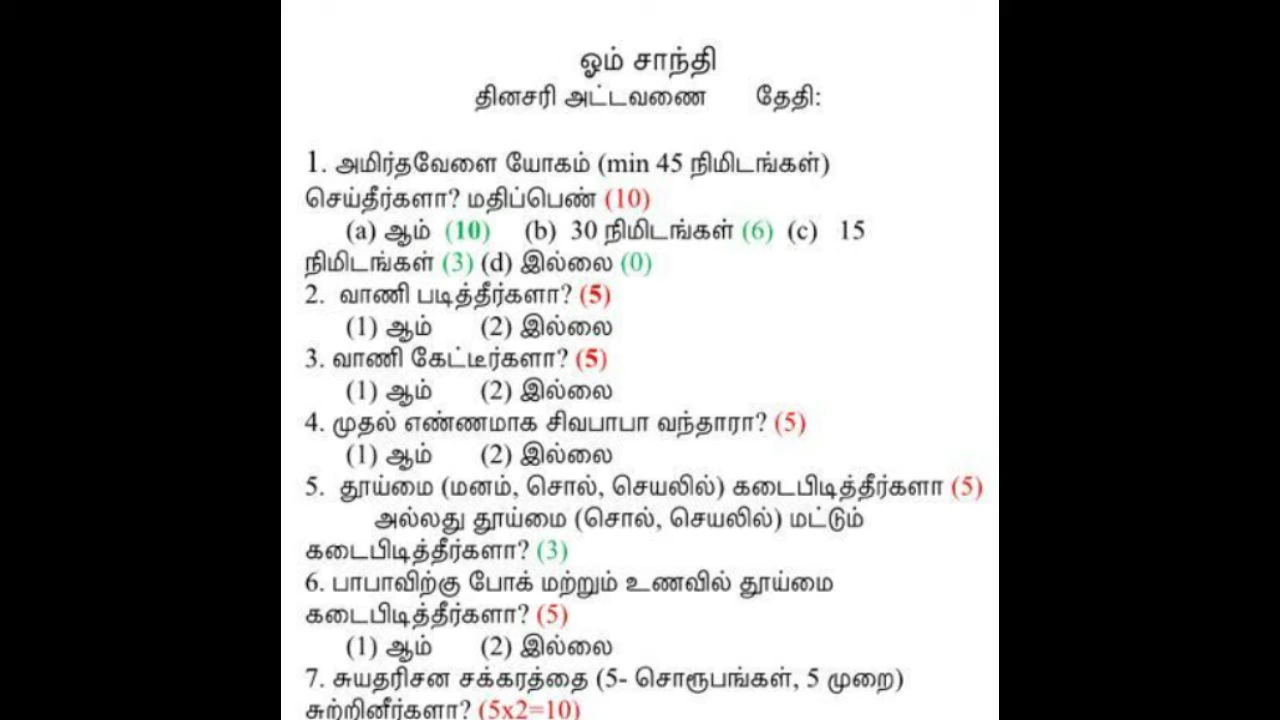 ஓம் சாந்தி
தினசரி அட்டவணை தேதி:
1. அமிர்தவேளை யோகம் (min 45 நிமிடங்கள்)
செய்தீர்களா? மதிப்பெண் (10)
(a) ஆம் (10) (b) 30 நிமிடங்கள் (6) (c) 15
நிமிடங்கள் (3) (d) இல்லை (0)
2. வாணி படித்தீர்களா? (5)
(1) ஆம் (2) இல்லை
3. வாணி கேட்டீர்களா? (5)
(1) ஆம் (2) இல்லை
4. முதல் எண்ணமாக சிவபாபா வந்தாரா? (5)
(1) ஆம் (2) இல்லை
5. தூய்மை (மனம், சொல், செயலில்) கடைபிடித்தீர்களா (5)
அல்லது தூய்மை (சொல், செயலில்) மட்டும்
கடைபிடித்தீர்களா? (3)
6. பாபாவிற்கு போக் மற்றும் உணவில் தூய்மை
கடைபிடித்தீர்களா? (5)
(1) ஆம் (2) இல்லை
7. சுயதரிசன சக்கரத்தை (5- சொரூபங்கள், 5 முறை)
சுற்றினீர்களா? (5x2=10)